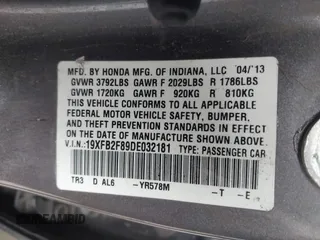 MFD. BY HONDA MFG. OF INDIANA, LLC 04/13
GVWR 3792LBS GAWR F 2029LBS R 1786LBS
GVWR 1720KG GAWR F 920KG R 810KG
THIS VEHICLE CONFORMS TO ALL APPLICABLE
FEDERAL MOTOR VEHICLE SAFETY, BUMPER,
AND THEFT PREVENTION STANDARDS IN EFFECT
ON THE DATE OF MANUFACTURE SHOWN ABOVE.
V.I.N.: 19XFB2F89DE032181 TYPE: PASSENGER CAR
TR3 D AL6 -YR578M -T -E